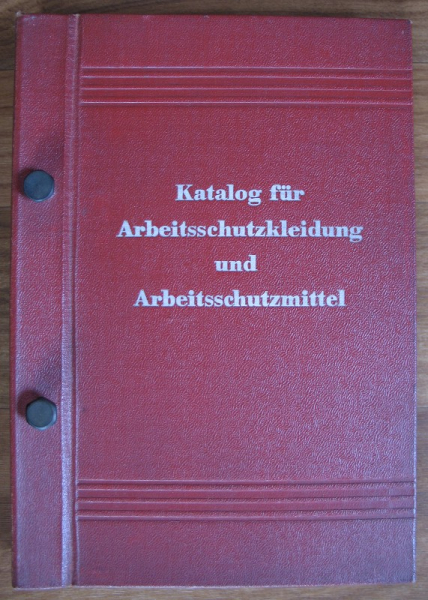 Katalog für
Arbeitsschutzkleidung
und
Arbeitsschutzmittel